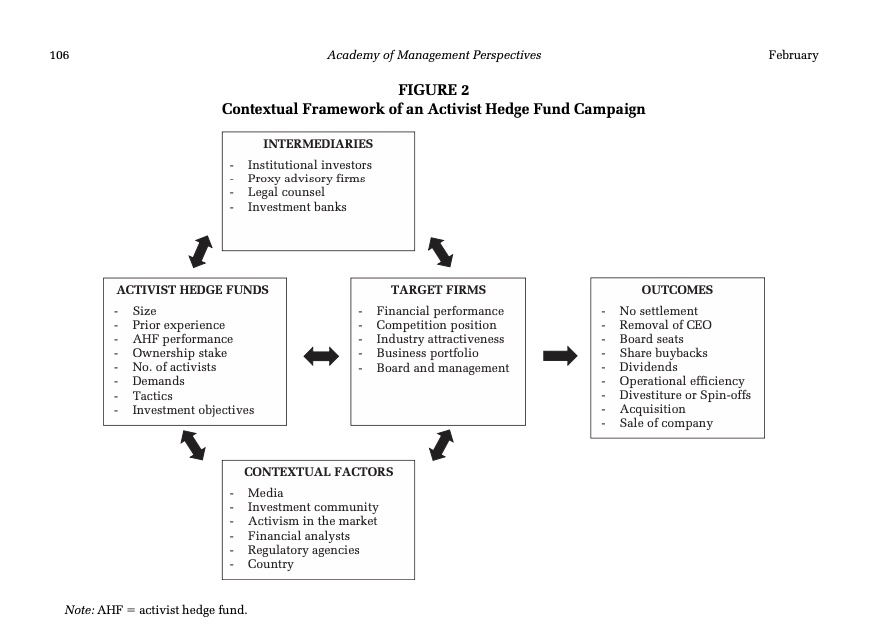 106
Academy of Management Perspectives
February
FIGURE 2
Contextual Framework of an Activist Hedge Fund Campaign
INTERMEDIARIES
- Institutional investors
- Proxy advisory firms
- Legal counsel
- Investment banks
ACTIVIST HEDGE FUNDS
- Size
- Prior experience
- AHF performance
- Ownership stake
- No. of activists
- Demands
- Tactics
- Investment objectives
TARGET FIRMS
- Financial performance
- Competition position
- Industry attractiveness
- Business portfolio
- Board and management
OUTCOMES
- No settlement
- Removal of CEO
- Board seats
- Share buybacks
- Dividends
- Operational efficiency
- Divestiture or Spin-offs
- Acquisition
- Sale of company
CONTEXTUAL FACTORS
- Media
- Investment community
- Activism in the market
- Financial analysts
- Regulatory agencies
- Country
Note: AHF = activist hedge fund.